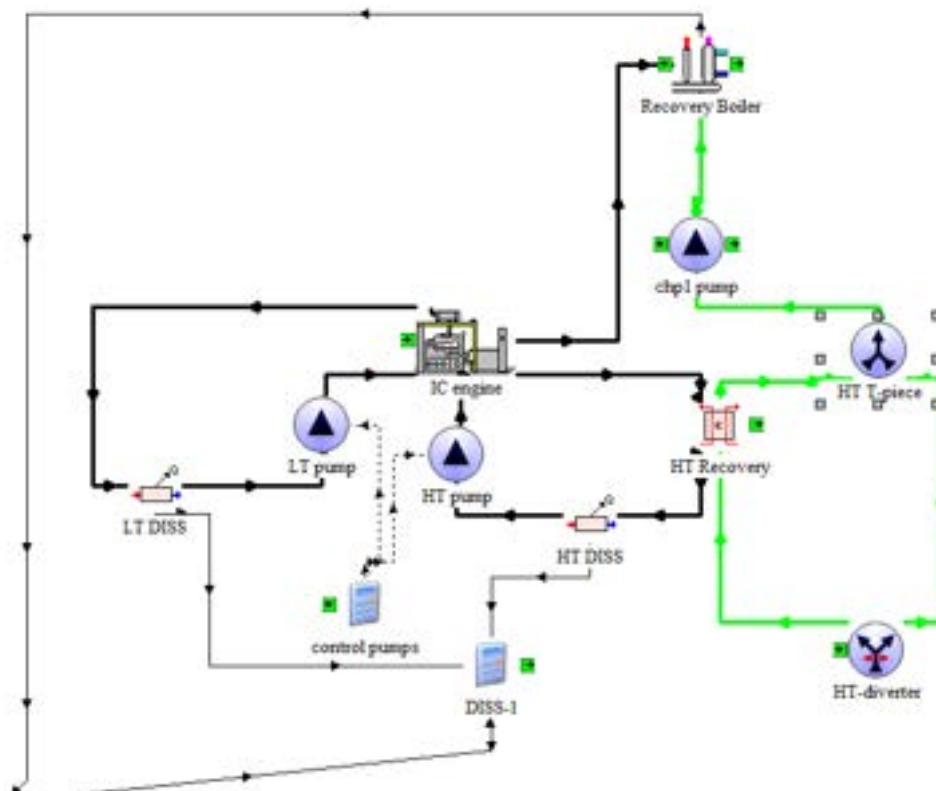 Recovery Boiler
chp1 pump
IC engine
HT T-piece
LT pump
HT pump
HT Recovery
LT DISS
HT DISS
control pumps
DISS-1
HT-diverter